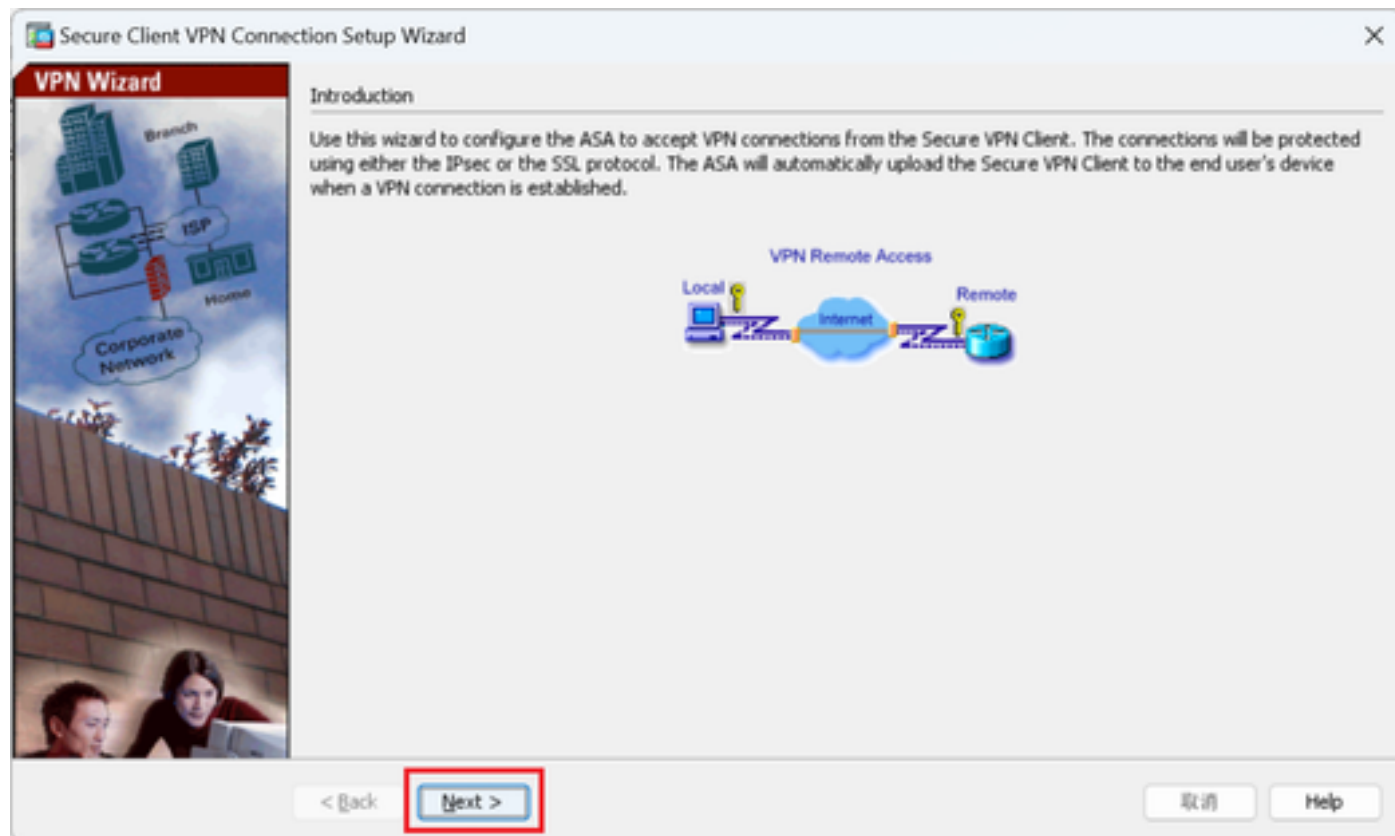 Secure Client VPN Connection Setup Wizard
VPN Wizard
Branch
ISP
Home
Corporate
Network
Introduction
Use this wizard to configure the ASA to accept VPN connections from the Secure VPN Client. The connections will be protected
using either the IPsec or the SSL protocol. The ASA will automatically upload the Secure VPN Client to the end user's device
when a VPN connection is established.
VPN Remote Access
Local
Internet
Remote
< Back
Next >
取消
Help